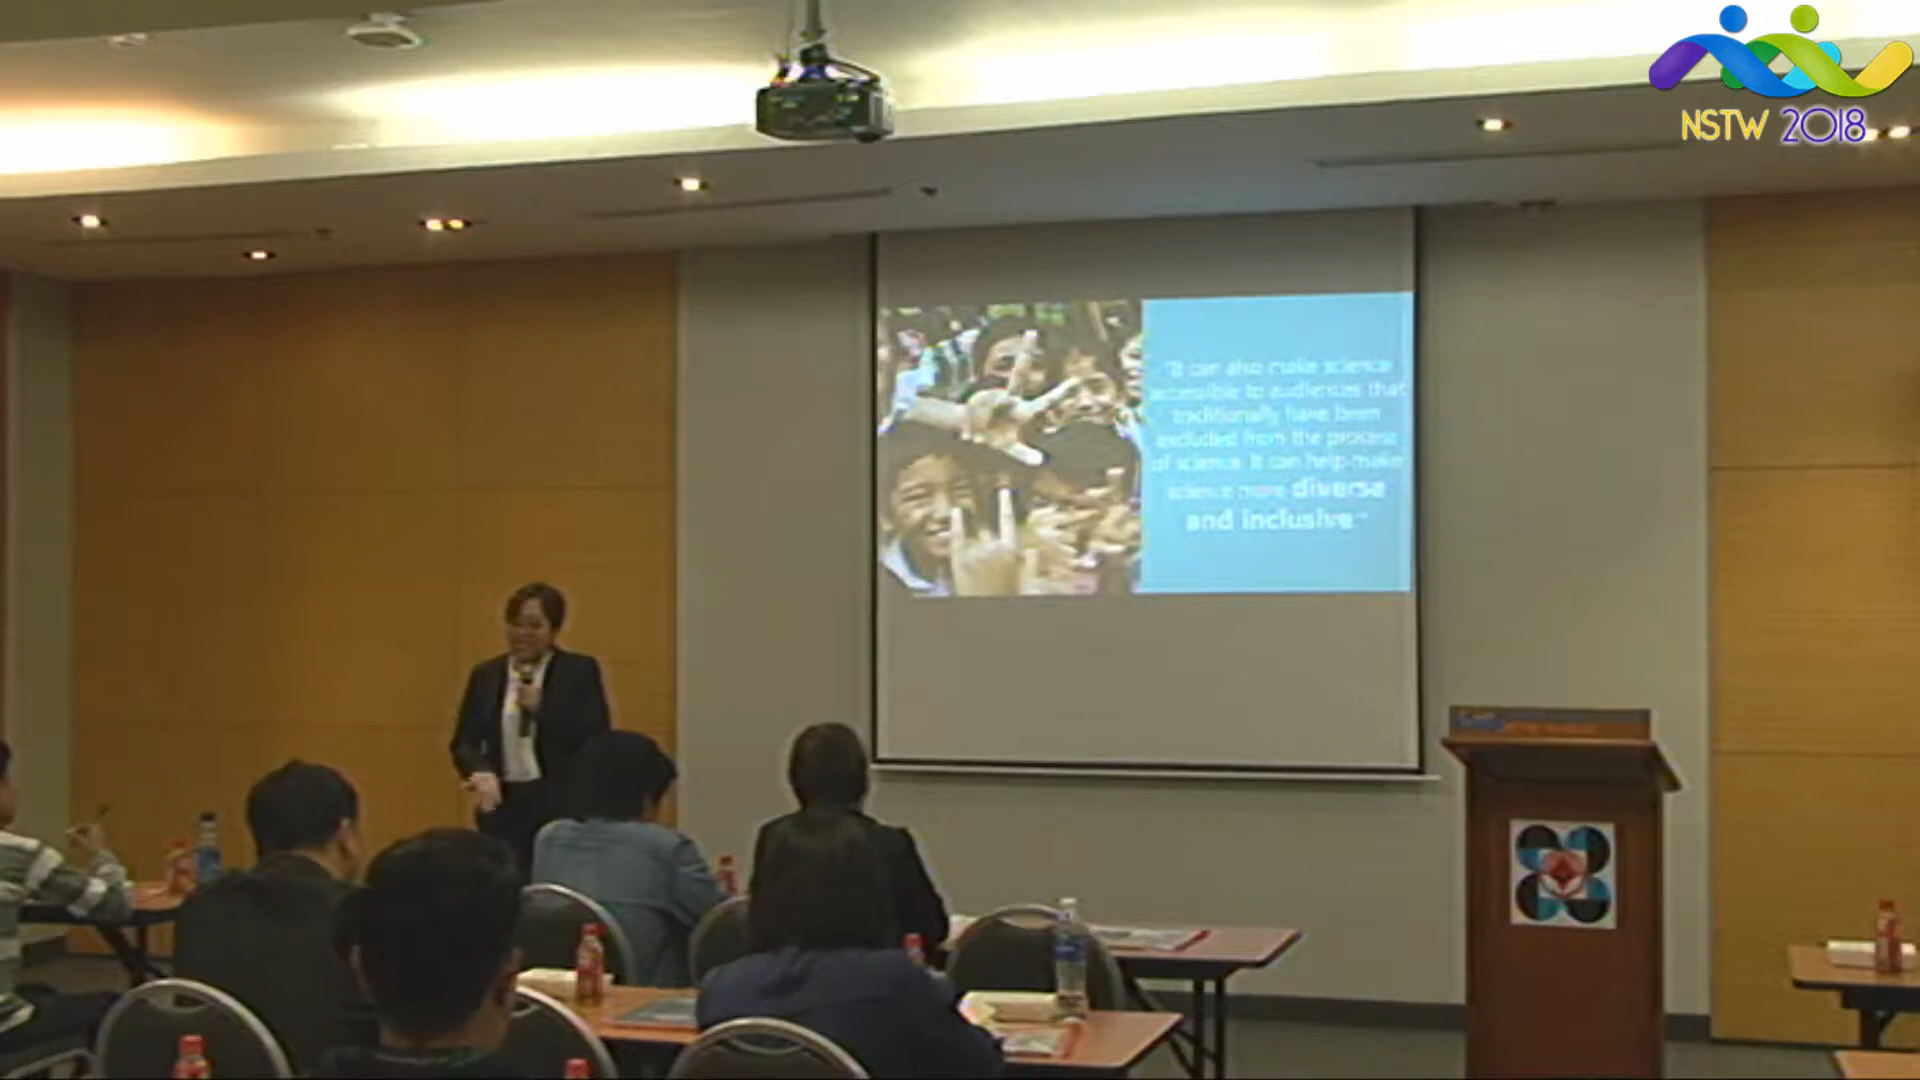 NSTW 2018
"It can also make science
accessible to audiences that
traditionally have been
excluded from the process
of science. It can help make
science more diverse
and inclusive"